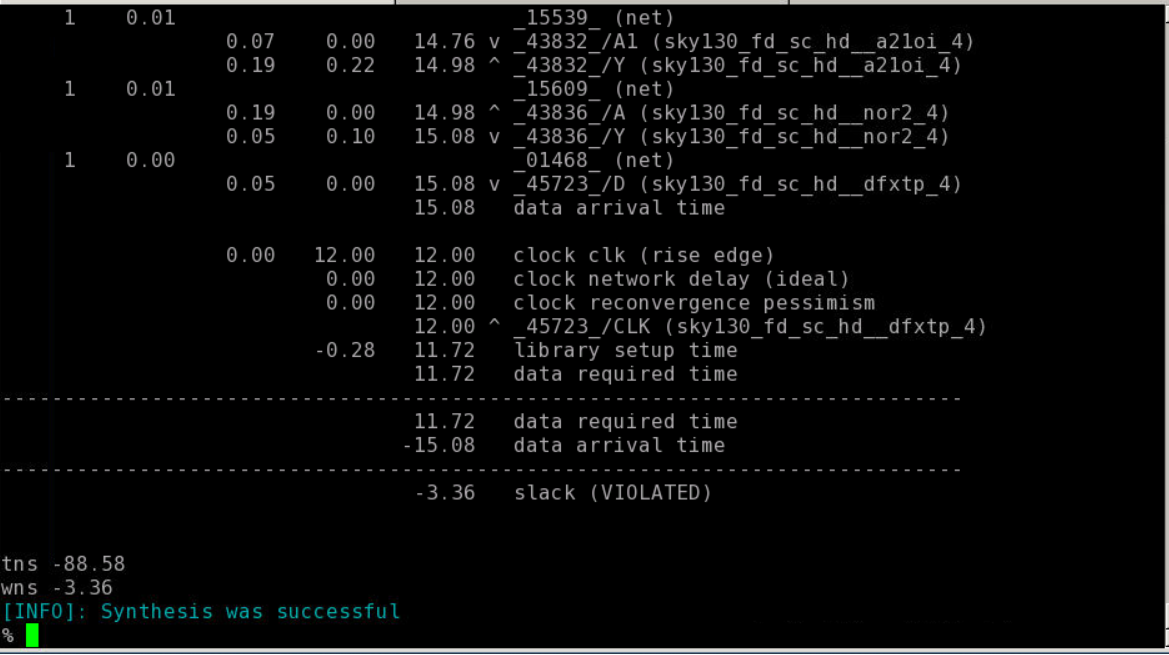 1 0.01 _15539_ (net)
0.07 0.00 14.76 v _43832_/A1 (sky130_fd_sc_hd__a21oi_4)
0.19 0.22 14.98 ^ _43832_/Y (sky130_fd_sc_hd__a21oi_4)
1 0.01 _15609_ (net)
0.19 0.00 14.98 ^ _43836_/A (sky130_fd_sc_hd__nor2_4)
0.05 0.10 15.08 v _43836_/Y (sky130_fd_sc_hd__nor2_4)
1 0.00 _01468_ (net)
0.05 0.00 15.08 v _45723_/D (sky130_fd_sc_hd__dfxtp_4)
15.08 data arrival time
0.00 12.00 12.00 clock clk (rise edge)
0.00 12.00 clock network delay (ideal)
0.00 12.00 clock reconvergence pessimism
12.00 ^ _45723_/CLK (sky130_fd_sc_hd__dfxtp_4)
-0.28 11.72 library setup time
11.72 data required time
-----------------------------------------------------------------------------
11.72 data required time
-15.08 data arrival time
-----------------------------------------------------------------------------
-3.36 slack (VIOLATED)
tns -88.58
wns -3.36
[INFO]: Synthesis was successful
%